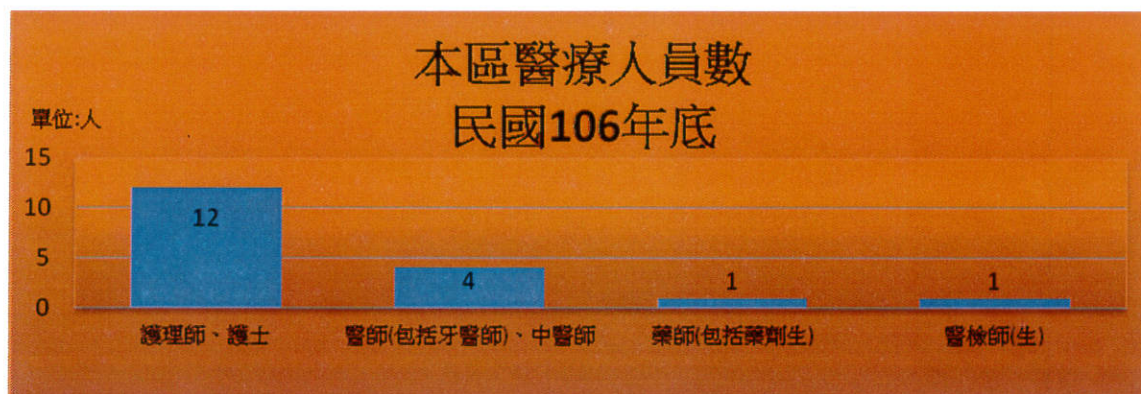 本區醫療人員數
民國106年底
單位:人
15
10
5
0
12
4
1
1
護理師、護士
醫師(包括牙醫師)、中醫師
藥師(包括藥劑生)
醫檢師(生)